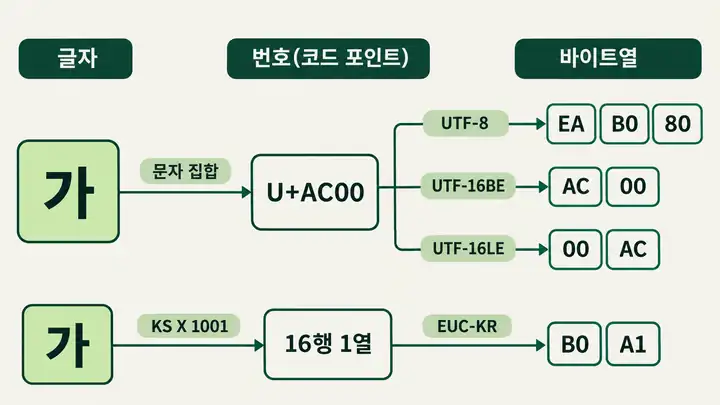 글자
번호(코드 포인트)
바이트열
가
문자 집합
U+AC00
UTF-8
EA B0 80
UTF-16BE
AC 00
UTF-16LE
00 AC
가
KS X 1001
16행 1열
EUC-KR
B0 A1